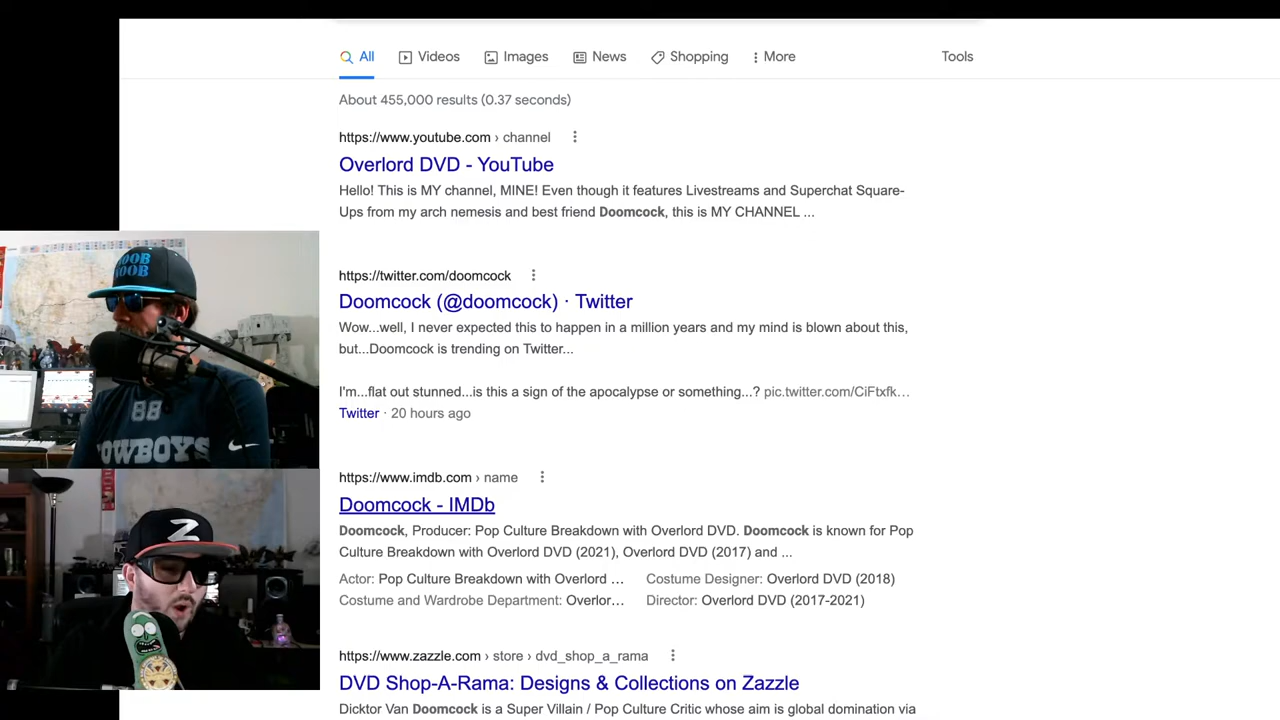 All
Videos
Images
News
Shopping
More
Tools
About 455,000 results (0.37 seconds)
https://www.youtube.com › channel
Overlord DVD - YouTube
Hello! This is MY channel, MINE! Even though it features Livestreams and Superchat Square-
Ups from my arch nemesis and best friend Doomcock, this is MY CHANNEL ...
https://twitter.com/doomcock
Doomcock (@doomcock) · Twitter
Wow...well, I never expected this to happen in a million years and my mind is blown about this,
but...Doomcock is trending on Twitter...
I'm...flat out stunned...is this a sign of the apocalypse or something...? pic.twitter.com/CiFtxfk...
Twitter · 20 hours ago
https://www.imdb.com › name
Doomcock - IMDb
Doomcock, Producer: Pop Culture Breakdown with Overlord DVD. Doomcock is known for Pop
Culture Breakdown with Overlord DVD (2021), Overlord DVD (2017) and ...
Actor: Pop Culture Breakdown with Overlord ...
Costume Designer: Overlord DVD (2018)
Costume and Wardrobe Department: Overlor...
Director: Overlord DVD (2017-2021)
https://www.zazzle.com › store › dvd_shop_a_rama
DVD Shop-A-Rama: Designs & Collections on Zazzle
Dicktor Van Doomcock is a Super Villain / Pop Culture Critic whose aim is global domination via
88
COWBOYS
Z